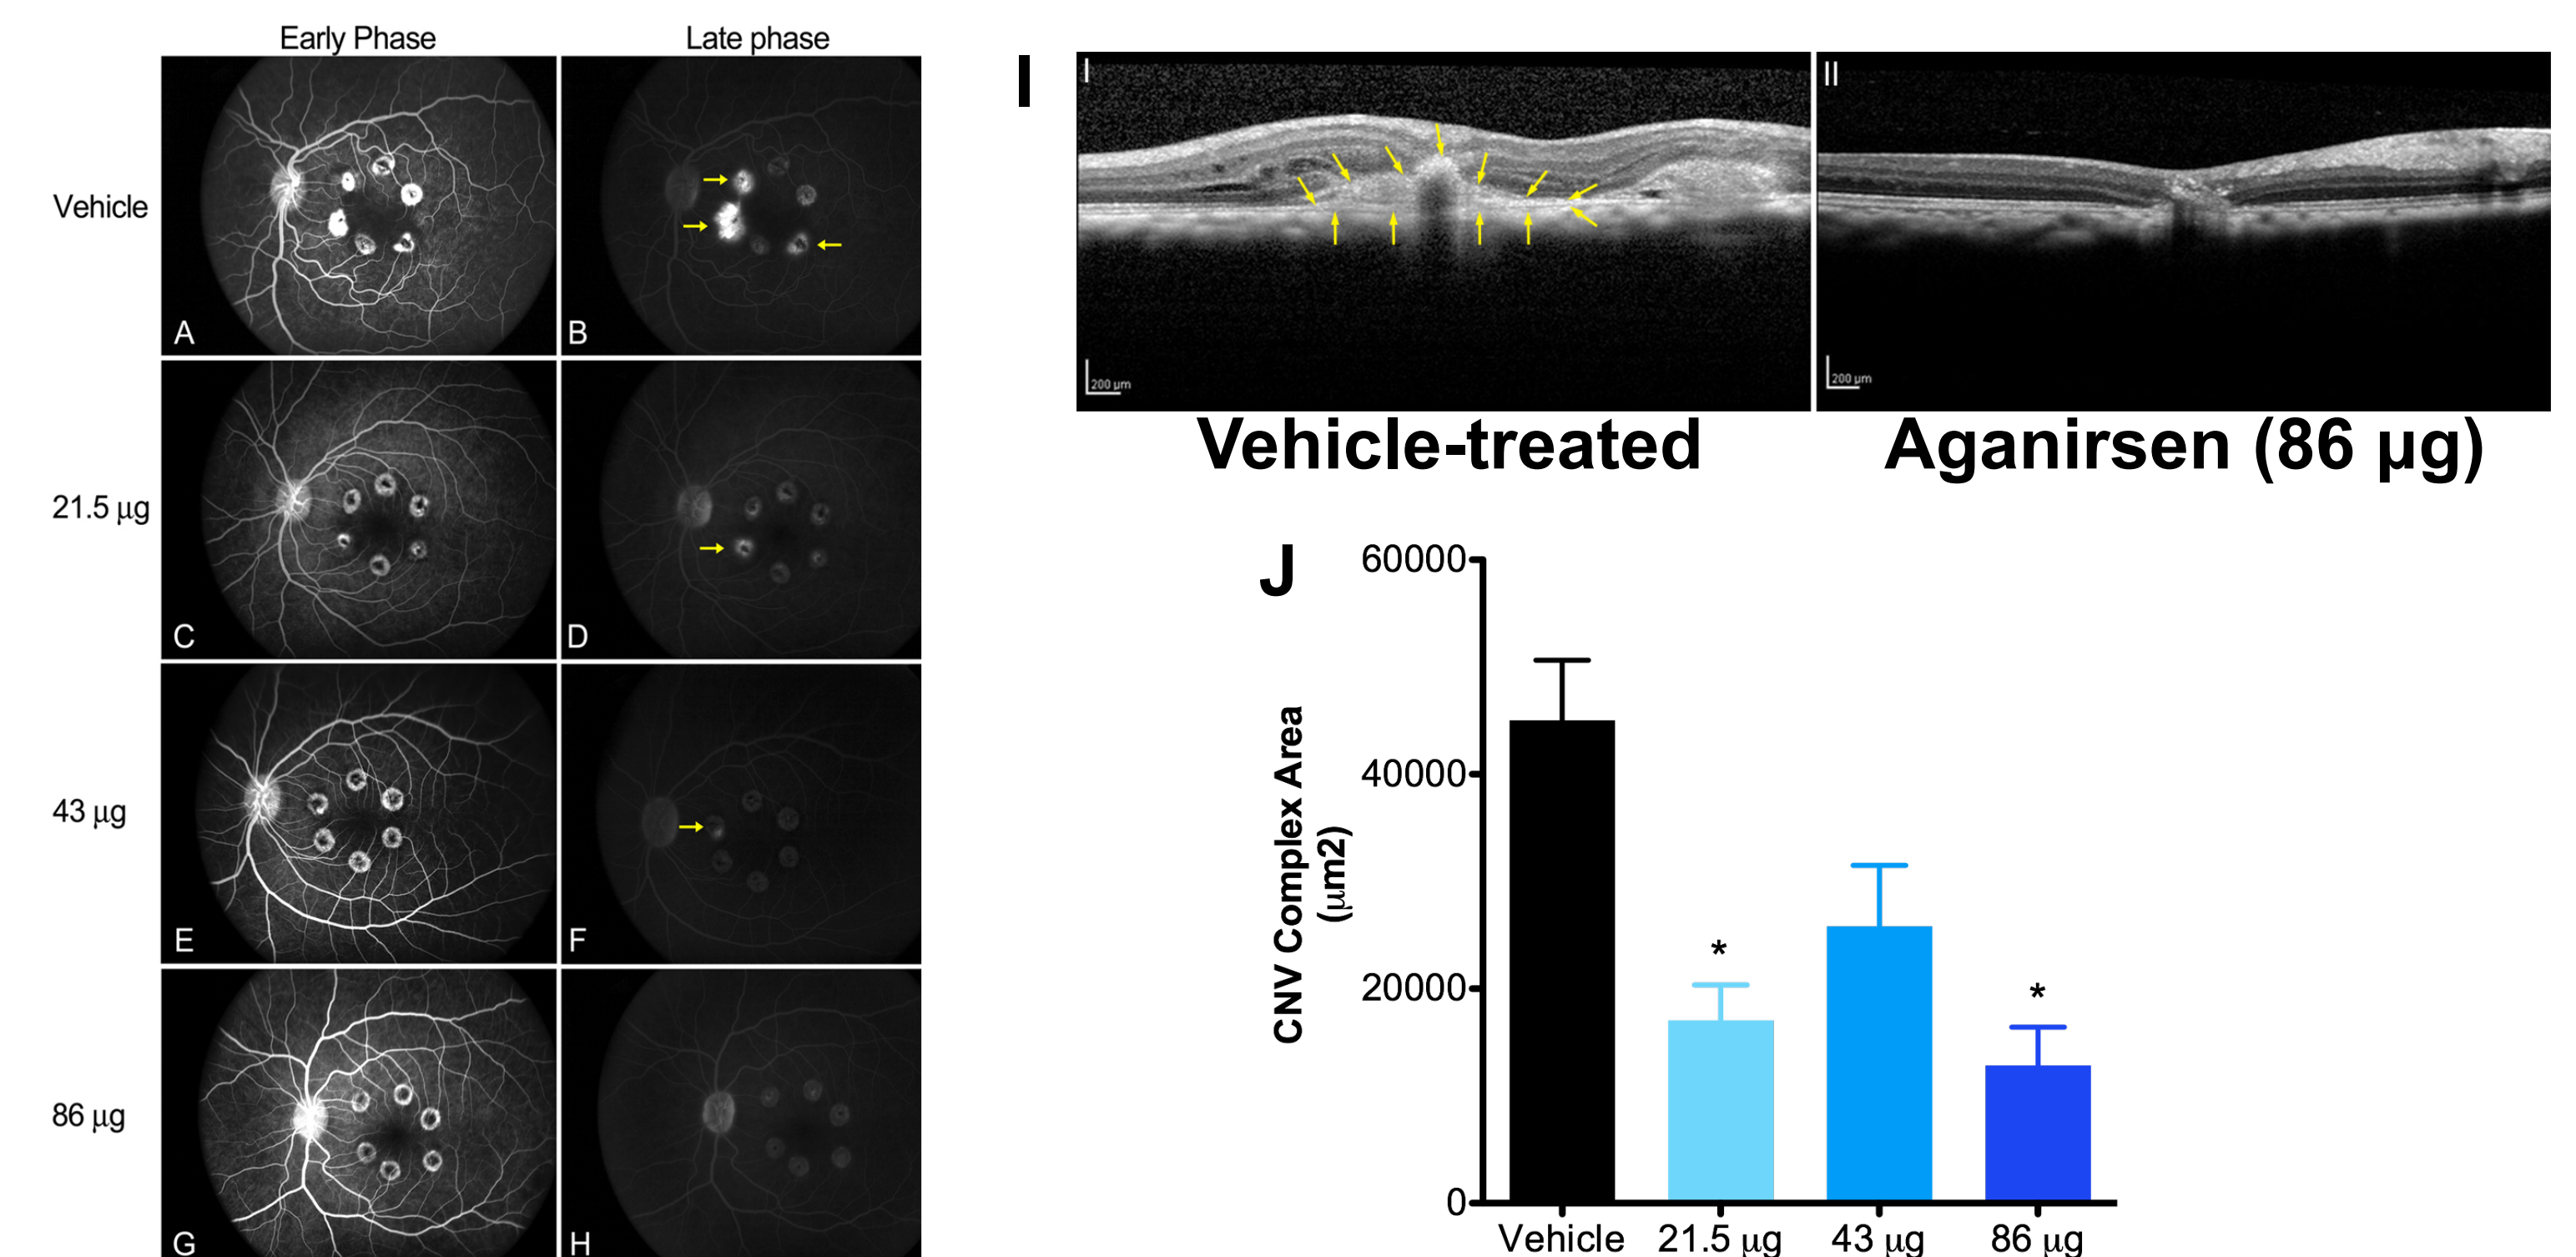 Early Phase
Late phase
Vehicle
A
B
21.5 µg
C
D
43 µg
E
F
86 µg
G
H
I
I
200 µm
II
200 µm
Vehicle-treated
Aganirsen (86 µg)
J
CNV Complex Area
(µm2)
60000
40000
20000
0
*
*
Vehicle
21.5 µg
43 µg
86 µg